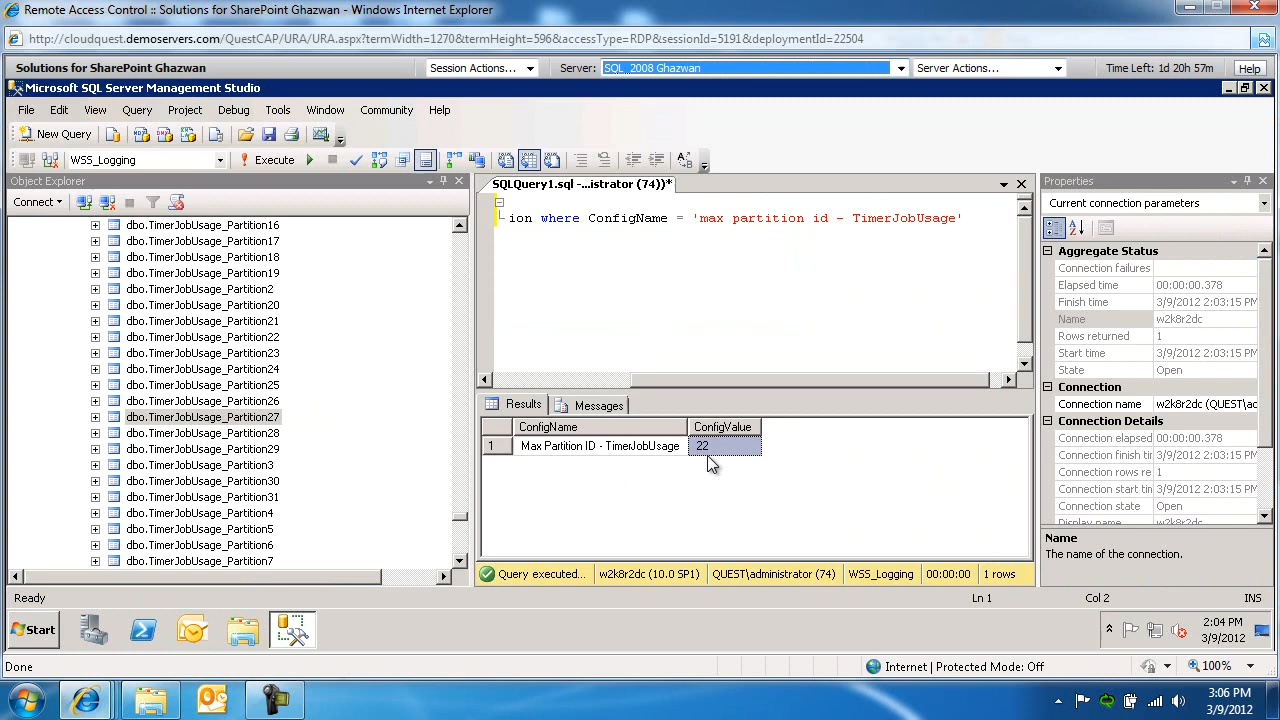 Remote Access Control :: Solutions for SharePoint Ghazwan - Windows Internet Explorer
http://cloudquest.demoservers.com/QuestCAP/URA/URA.aspx?termWidth=1270&termHeight=596&accessType=RDP&sessionId=5191&deploymentId=22504
Solutions for SharePoint Ghazwan Session Actions... Server: SQL_2008 Ghazwan Server Actions... Time Left: 1d 20h 57m Help
Microsoft SQL Server Management Studio
File Edit View Query Project Debug Tools Window Community Help
New Query
WSS_Logging Execute
Object Explorer
Connect
dbo.TimerJobUsage_Partition16
dbo.TimerJobUsage_Partition17
dbo.TimerJobUsage_Partition18
dbo.TimerJobUsage_Partition19
dbo.TimerJobUsage_Partition2
dbo.TimerJobUsage_Partition20
dbo.TimerJobUsage_Partition21
dbo.TimerJobUsage_Partition22
dbo.TimerJobUsage_Partition23
dbo.TimerJobUsage_Partition24
dbo.TimerJobUsage_Partition25
dbo.TimerJobUsage_Partition26
dbo.TimerJobUsage_Partition27
dbo.TimerJobUsage_Partition28
dbo.TimerJobUsage_Partition29
dbo.TimerJobUsage_Partition3
dbo.TimerJobUsage_Partition30
dbo.TimerJobUsage_Partition31
dbo.TimerJobUsage_Partition4
dbo.TimerJobUsage_Partition5
dbo.TimerJobUsage_Partition6
dbo.TimerJobUsage_Partition7
SQLQuery1.sql -...istrator (74))*
ion where ConfigName = 'max partition id - TimerJobUsage'
Results Messages
ConfigName ConfigValue
1 Max Partition ID - TimerJobUsage 22
Query executed... w2k8r2dc (10.0 SP1) QUEST\administrator (74) WSS_Logging 00:00:00 1 rows
Properties
Current connection parameters
Aggregate Status
Connection failures
Elapsed time 00:00:00.378
Finish time 3/9/2012 2:03:15 PM
Name w2k8r2dc
Rows returned 1
Start time 3/9/2012 2:03:15 PM
State Open
Connection
Connection name w2k8r2dc (QUEST\ad
Connection Details
Connection elapsed 00:00:00.378
Connection finish tim 3/9/2012 2:03:15 PM
Connection rows re 1
Connection start tim 3/9/2012 2:03:15 PM
Connection state Open
Display name w2k8r2dc
Name
The name of the connection.
Ready Ln 1 Col 2 INS
Start 2:04 PM
3/9/2012
Done Internet | Protected Mode: Off 100%
3:06 PM
3/9/2012